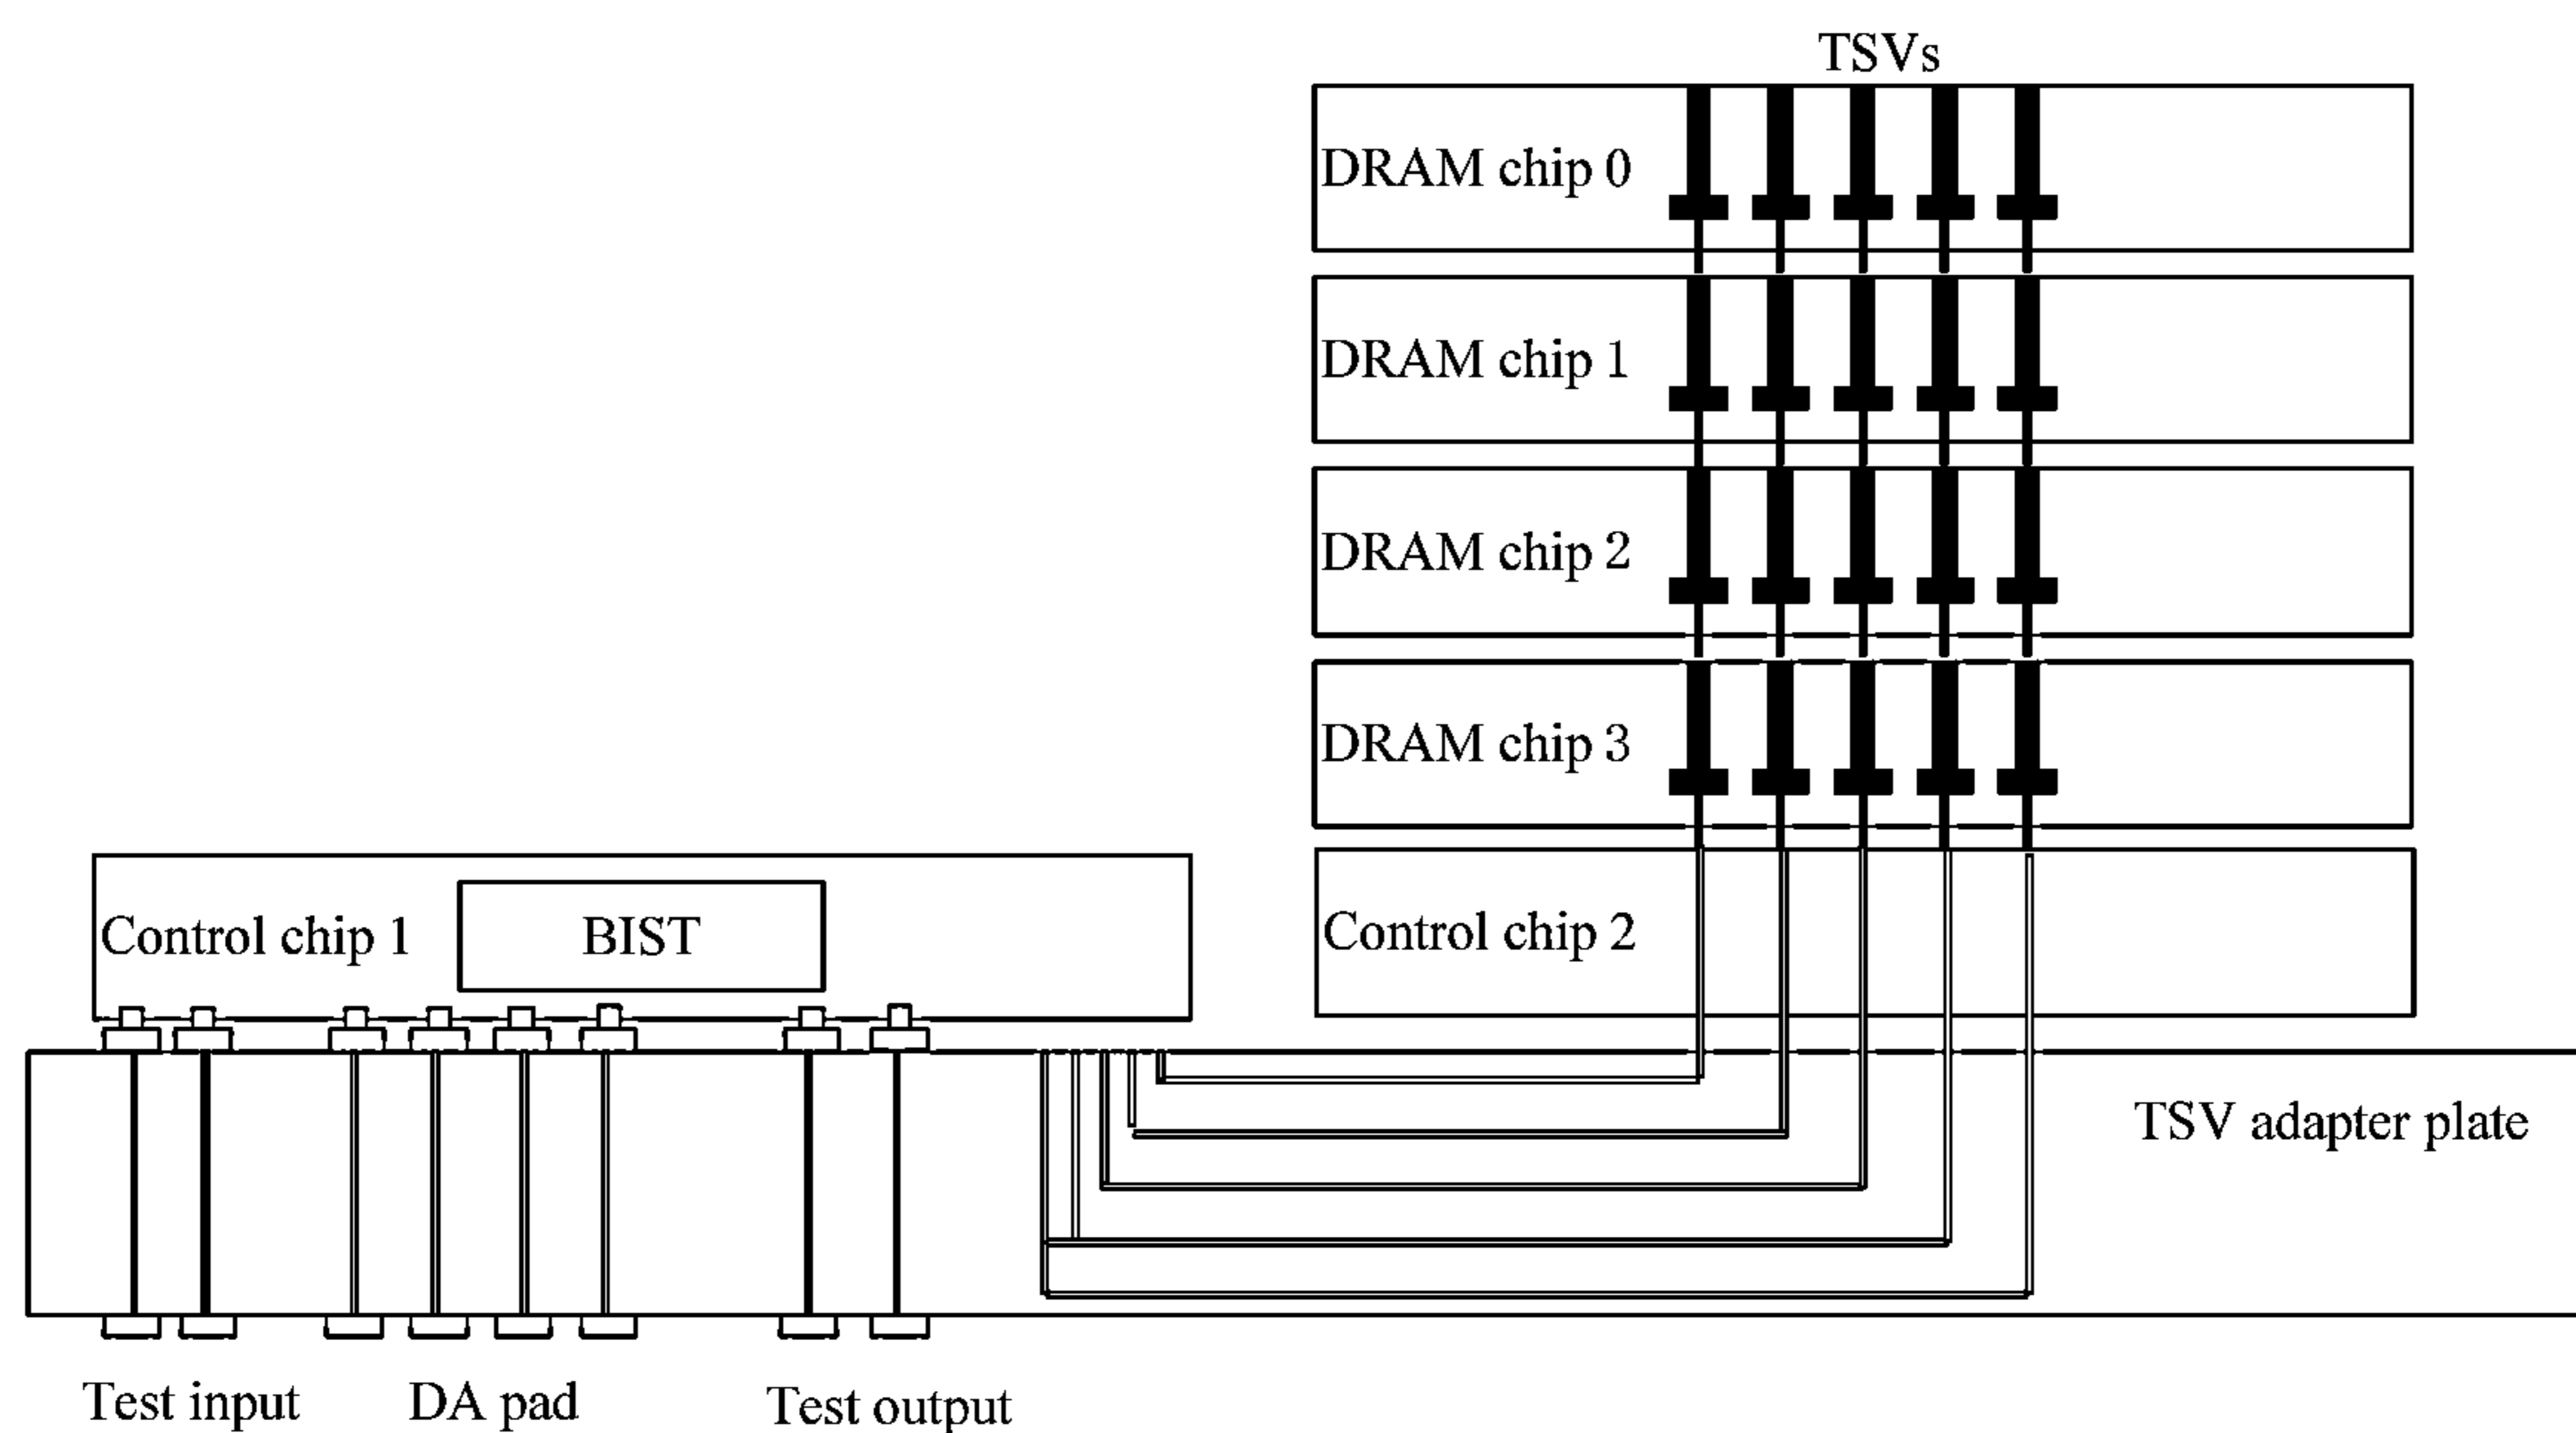 TSVs
DRAM chip 0
DRAM chip 1
DRAM chip 2
DRAM chip 3
Control chip 1
BIST
Control chip 2
TSV adapter plate
Test input
DA pad
Test output